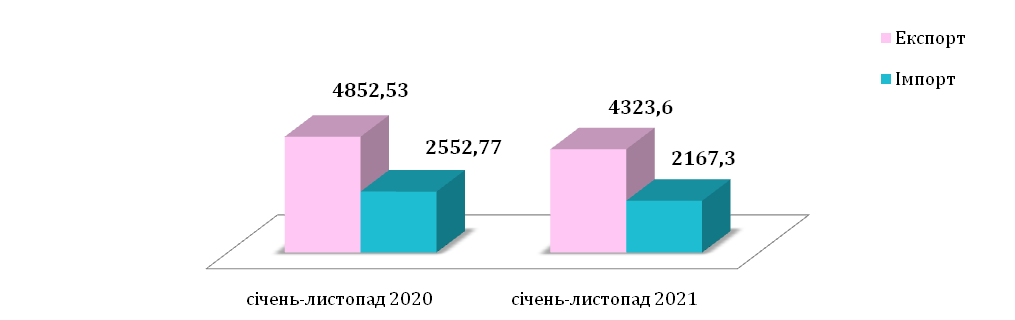 Експорт
Імпорт
4852,53
2552,77
4323,6
2167,3
січень-листопад 2020
січень-листопад 2021